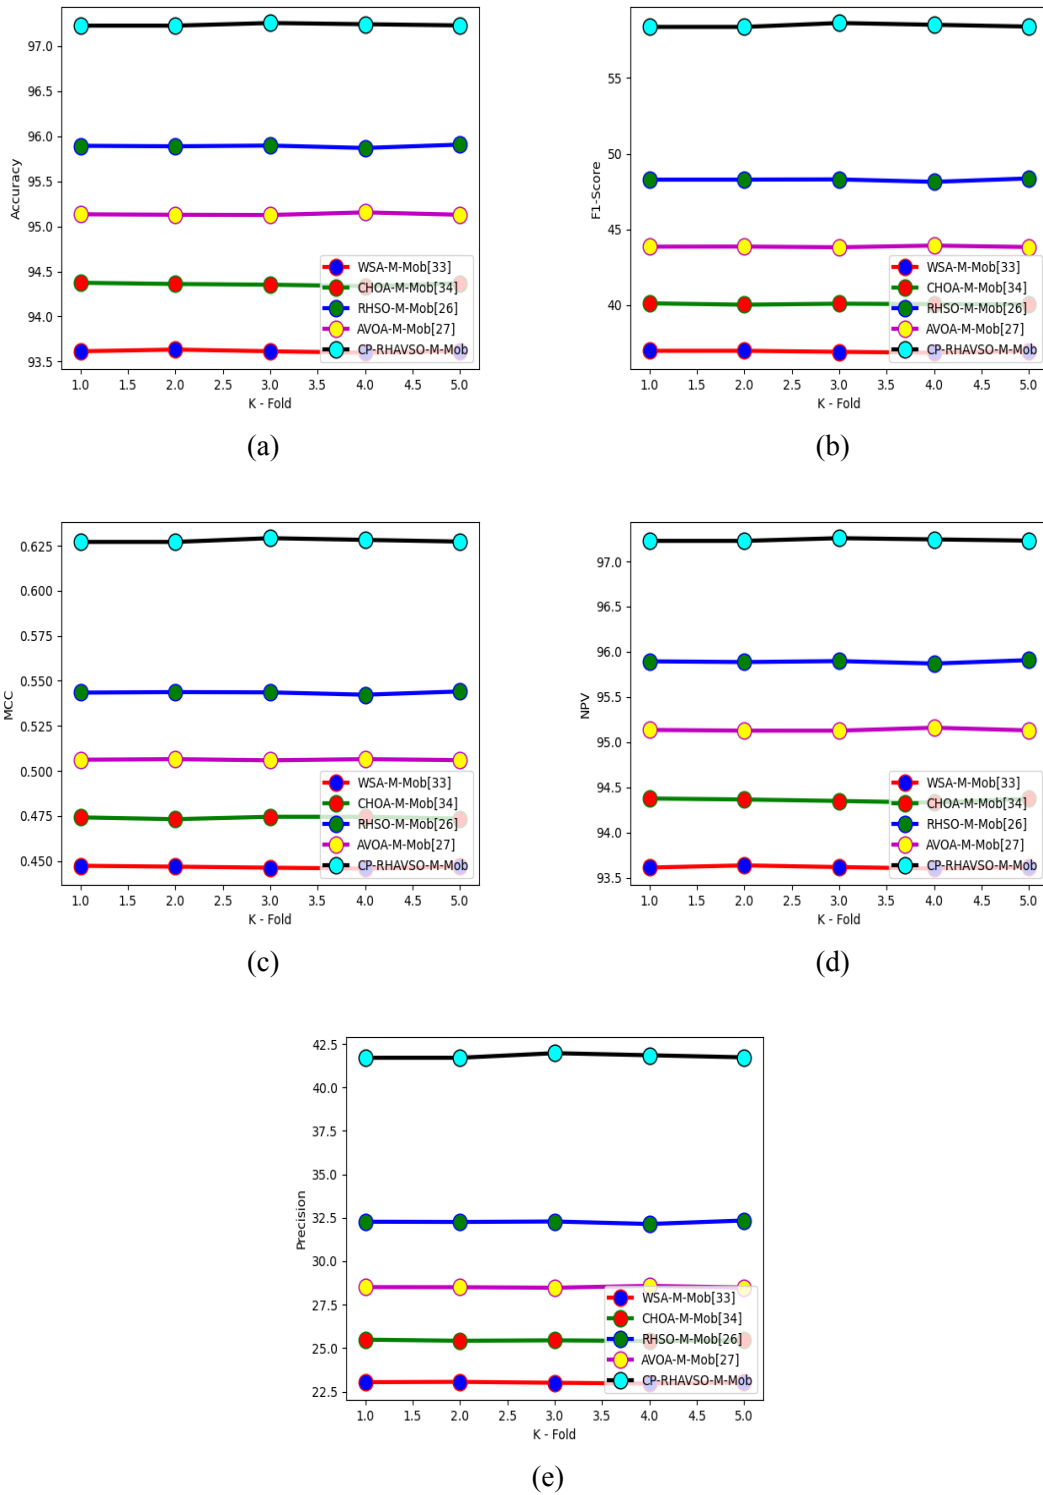 97.0
96.5
96.0
95.5
95.0
94.5
94.0
93.5
Accuracy
1.0 1.5 2.0 2.5 3.0 3.5 4.0 4.5 5.0
K - Fold
WSA-M-Mob[33]
CHOA-M-Mob[34]
RHSO-M-Mob[26]
AVOA-M-Mob[27]
CP-RHAVSO-M-Mob
(a)
55
50
45
40
F1-Score
1.0 1.5 2.0 2.5 3.0 3.5 4.0 4.5 5.0
K - Fold
WSA-M-Mob[33]
CHOA-M-Mob[34]
RHSO-M-Mob[26]
AVOA-M-Mob[27]
CP-RHAVSO-M-Mob
(b)
0.625
0.600
0.575
0.550
0.525
0.500
0.475
0.450
MCC
1.0 1.5 2.0 2.5 3.0 3.5 4.0 4.5 5.0
K - Fold
WSA-M-Mob[33]
CHOA-M-Mob[34]
RHSO-M-Mob[26]
AVOA-M-Mob[27]
CP-RHAVSO-M-Mob
(c)
97.0
96.5
96.0
95.5
95.0
94.5
94.0
93.5
NPV
1.0 1.5 2.0 2.5 3.0 3.5 4.0 4.5 5.0
K - Fold
WSA-M-Mob[33]
CHOA-M-Mob[34]
RHSO-M-Mob[26]
AVOA-M-Mob[27]
CP-RHAVSO-M-Mob
(d)
42.5
40.0
37.5
35.0
32.5
30.0
27.5
25.0
22.5
Precision
1.0 1.5 2.0 2.5 3.0 3.5 4.0 4.5 5.0
K - Fold
WSA-M-Mob[33]
CHOA-M-Mob[34]
RHSO-M-Mob[26]
AVOA-M-Mob[27]
CP-RHAVSO-M-Mob
(e)